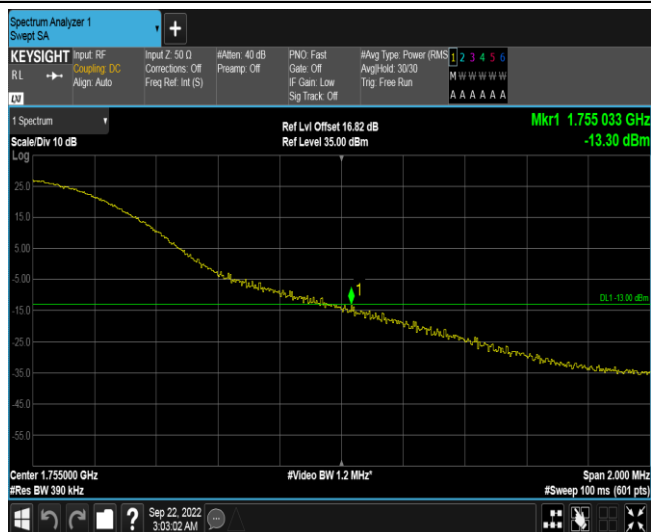 Spectrum Analyzer 1
Swept SA
+
KEYSIGHT
RL
LXI
Input: RF
Coupling: DC
Align: Auto
Input Z: 50 Ω
Corrections: Off
Freq Ref: Int (S)
#Atten: 40 dB
Preamp: Off
PNO: Fast
Gate: Off
IF Gain: Low
Sig Track: Off
#Avg Type: Power (RMS
Avg|Hold: 30/30
Trig: Free Run
1 2 3 4 5 6
M W W W W W
A A A A A A
1 Spectrum
Scale/Div 10 dB
Ref Lvl Offset 16.82 dB
Ref Level 35.00 dBm
Mkr1 1.755 033 GHz
-13.30 dBm
Log
25.0
15.0
5.00
-5.00
-15.0
-25.0
-35.0
-45.0
-55.0
1
DL1 -13.00 dBm
Center 1.755000 GHz
#Res BW 390 kHz
#Video BW 1.2 MHz*
Span 2.000 MHz
#Sweep 100 ms (601 pts)
?
Sep 22, 2022
3:03:02 AM